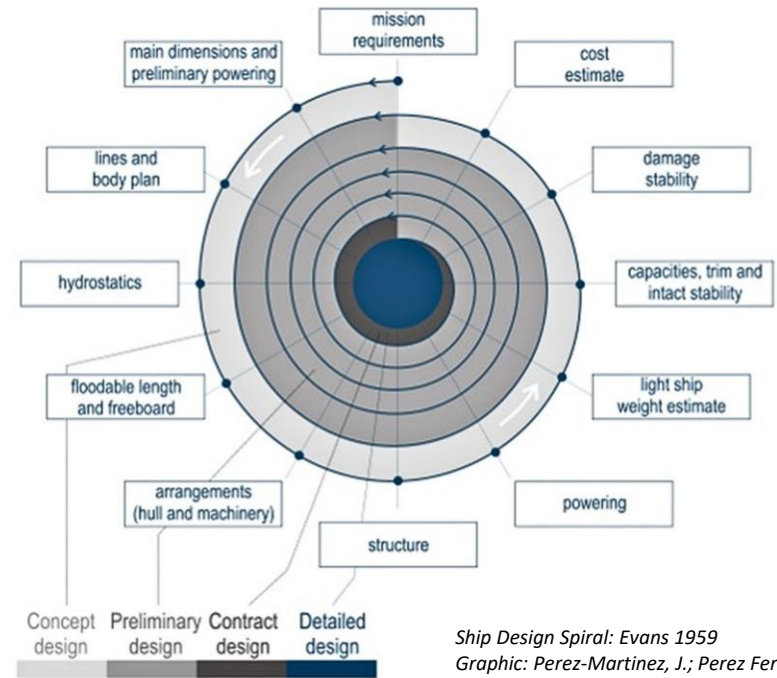 mission
requirements
main dimensions and
preliminary powering
cost
estimate
lines and
body plan
damage
stability
hydrostatics
capacities, trim and
intact stability
floodable length
and freeboard
light ship
weight estimate
arrangements
(hull and machinery)
powering
structure
Concept
design
Preliminary
design
Contract
design
Detailed
design
Ship Design Spiral: Evans 1959
Graphic: Perez-Martinez, J.; Perez Fer